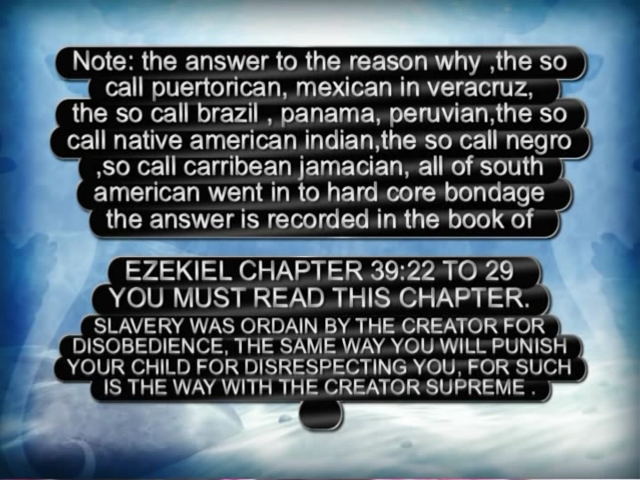 Note: the answer to the reason why ,the so
call puertorican, mexican in veracruz,
the so call brazil , panama, peruvian,the so
call native american indian,the so call negro
,so call carribean jamacian, all of south
american went in to hard core bondage
the answer is recorded in the book of
EZEKIEL CHAPTER 39:22 TO 29
YOU MUST READ THIS CHAPTER.
SLAVERY WAS ORDAIN BY THE CREATOR FOR
DISOBEDIENCE, THE SAME WAY YOU WILL PUNISH
YOUR CHILD FOR DISRESPECTING YOU, FOR SUCH
IS THE WAY WITH THE CREATOR SUPREME .